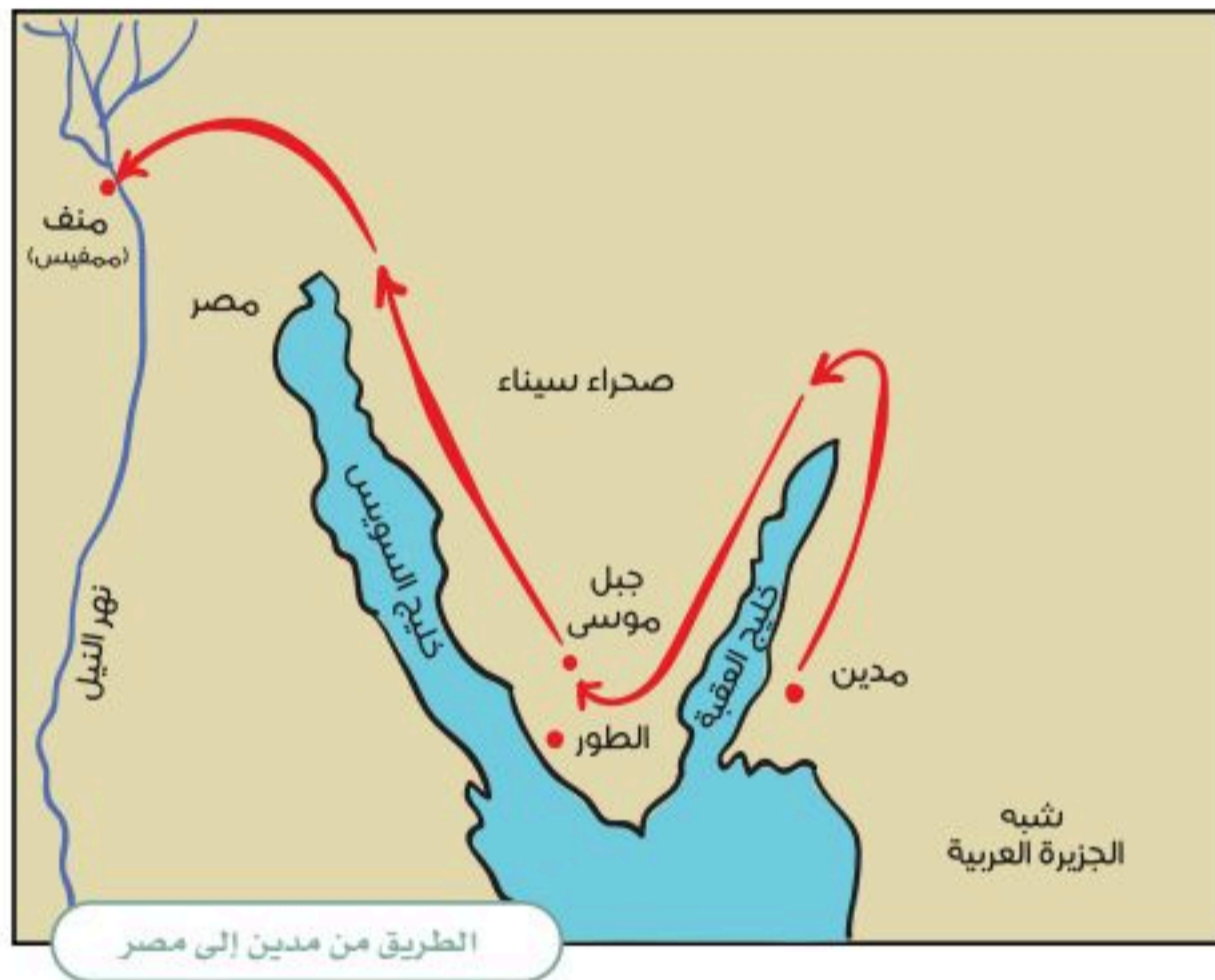 منف
(ممفيس)
مصر
صحراء سيناء
خليج السويس
جبل
موسى
خليج العقبة
مدين
نهر النيل
الطور
شبه
الجزيرة العربية
الطريق من مدين إلى مصر